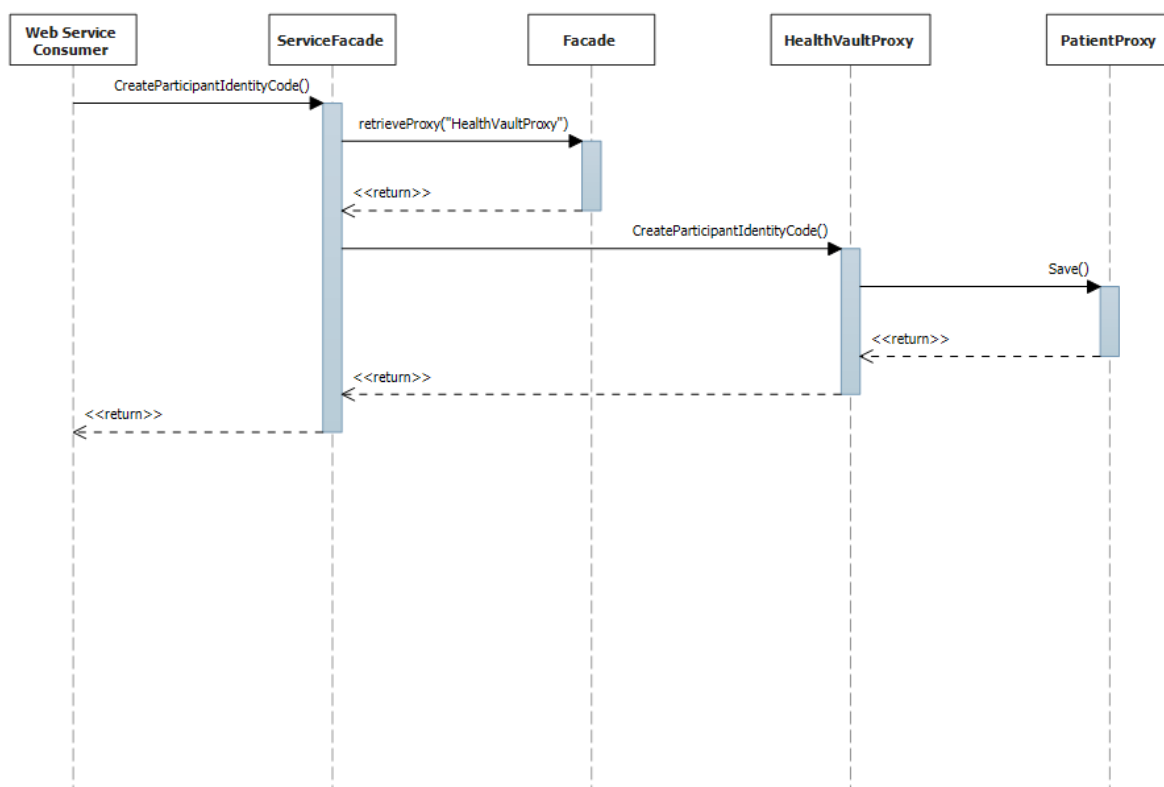 Web Service
Consumer
ServiceFacade
Facade
HealthVaultProxy
PatientProxy
CreateParticipantIdentityCode()
retrieveProxy("HealthVaultProxy")
<<return>>
CreateParticipantIdentityCode()
Save()
<<return>>
<<return>>
<<return>>